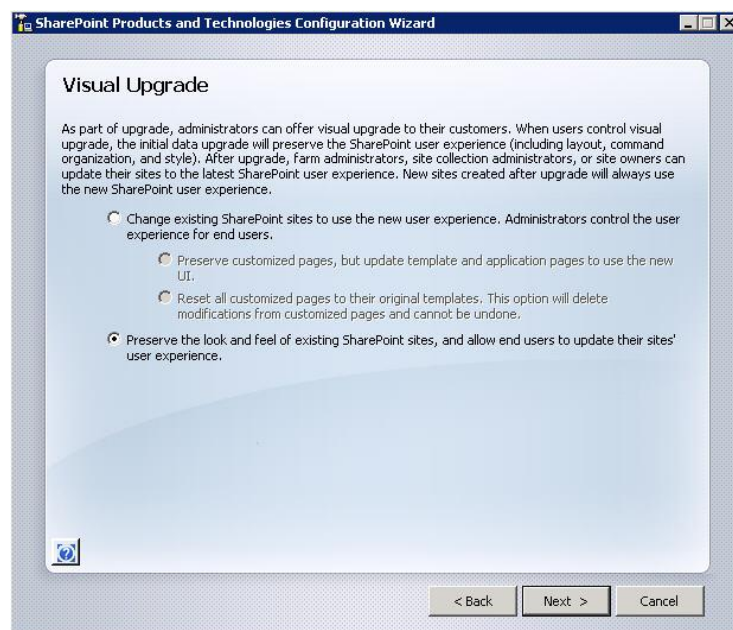 SharePoint Products and Technologies Configuration Wizard
Visual Upgrade
As part of upgrade, administrators can offer visual upgrade to their customers. When users control visual
upgrade, the initial data upgrade will preserve the SharePoint user experience (including layout, command
organization, and style). After upgrade, farm administrators, site collection administrators, or site owners can
update their sites to the latest SharePoint user experience. New sites created after upgrade will always use
the new SharePoint user experience.
Change existing SharePoint sites to use the new user experience. Administrators control the user
experience for end users.
Preserve customized pages, but update template and application pages to use the new
UI.
Reset all customized pages to their original templates. This option will delete
modifications from customized pages and cannot be undone.
Preserve the look and feel of existing SharePoint sites, and allow end users to update their sites'
user experience.
< Back Next > Cancel